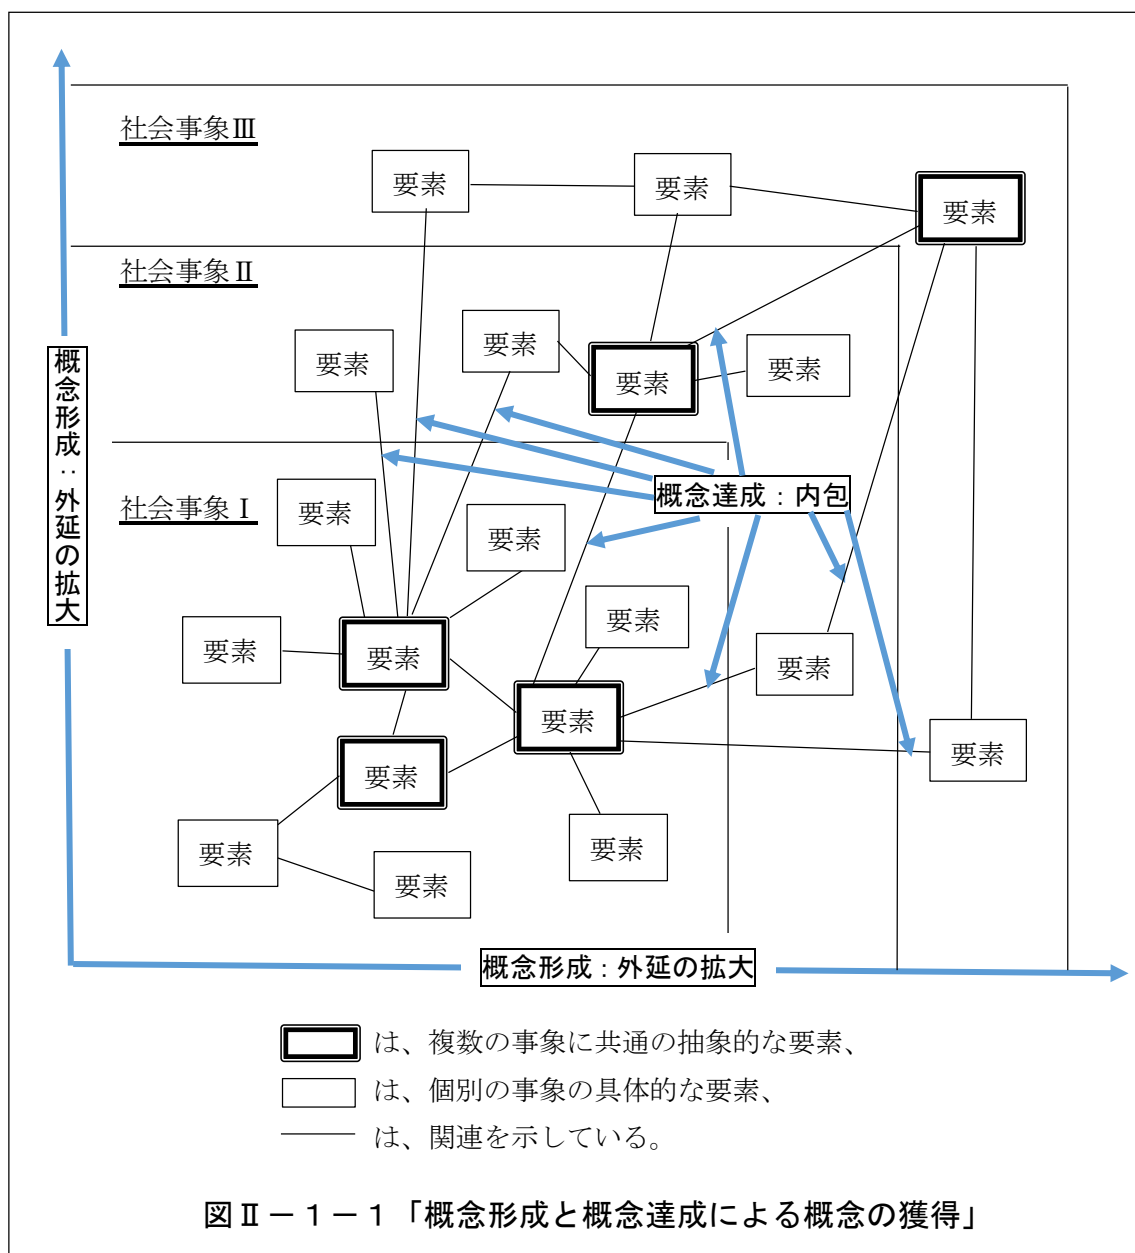 社会事象Ⅲ
要素
要素
要素
社会事象Ⅱ
要素
要素
要素
要素
概念形成：外延の拡大
社会事象Ⅰ
概念達成：内包
要素
要素
要素
要素
要素
要素
要素
要素
要素
要素
要素
要素
概念形成：外延の拡大
は、複数の事象に共通の抽象的な要素、
は、個別の事象の具体的な要素、
は、関連を示している。
図Ⅱ－１－１「概念形成と概念達成による概念の獲得」